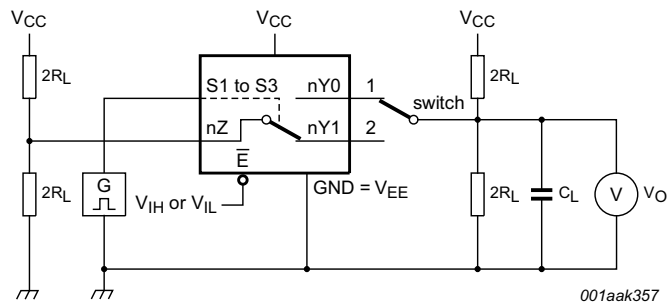 VCC
VCC
VCC
2RL
S1 to S3
nY0
1
2RL
switch
nZ
nY1
2
E
G
2RL
VIH or VIL
GND = VEE
2RL
CL
V
VO
001aak357